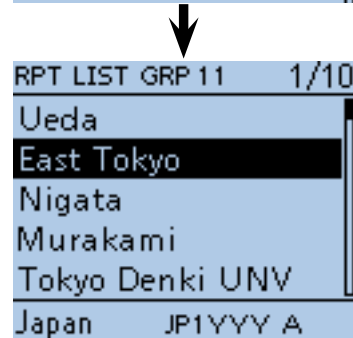 RPT LIST GRP 11 1/10
Ueda
East Tokyo
Nigata
Murakami
Tokyo Denki UNV
Japan JP1YYY A